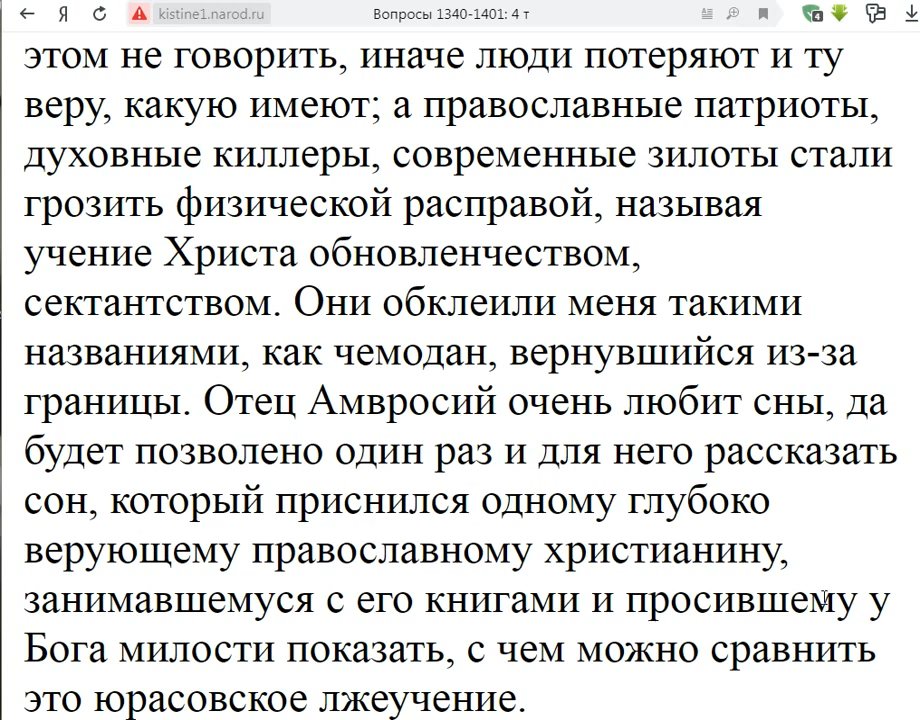 kistine1.narod.ru Вопросы 1340-1401: 4 т
этом не говорить, иначе люди потеряют и ту
веру, какую имеют; а православные патриоты,
духовные киллеры, современные зилоты стали
грозить физической расправой, называя
учение Христа обновленчеством,
сектантством. Они обклеили меня такими
названиями, как чемодан, вернувшийся из-за
границы. Отец Амвросий очень любит сны, да
будет позволено один раз и для него рассказать
сон, который приснился одному глубоко
верующему православному христианину,
занимавшемуся с его книгами и просившему у
Бога милости показать, с чем можно сравнить
это юрасовское лжеучение.